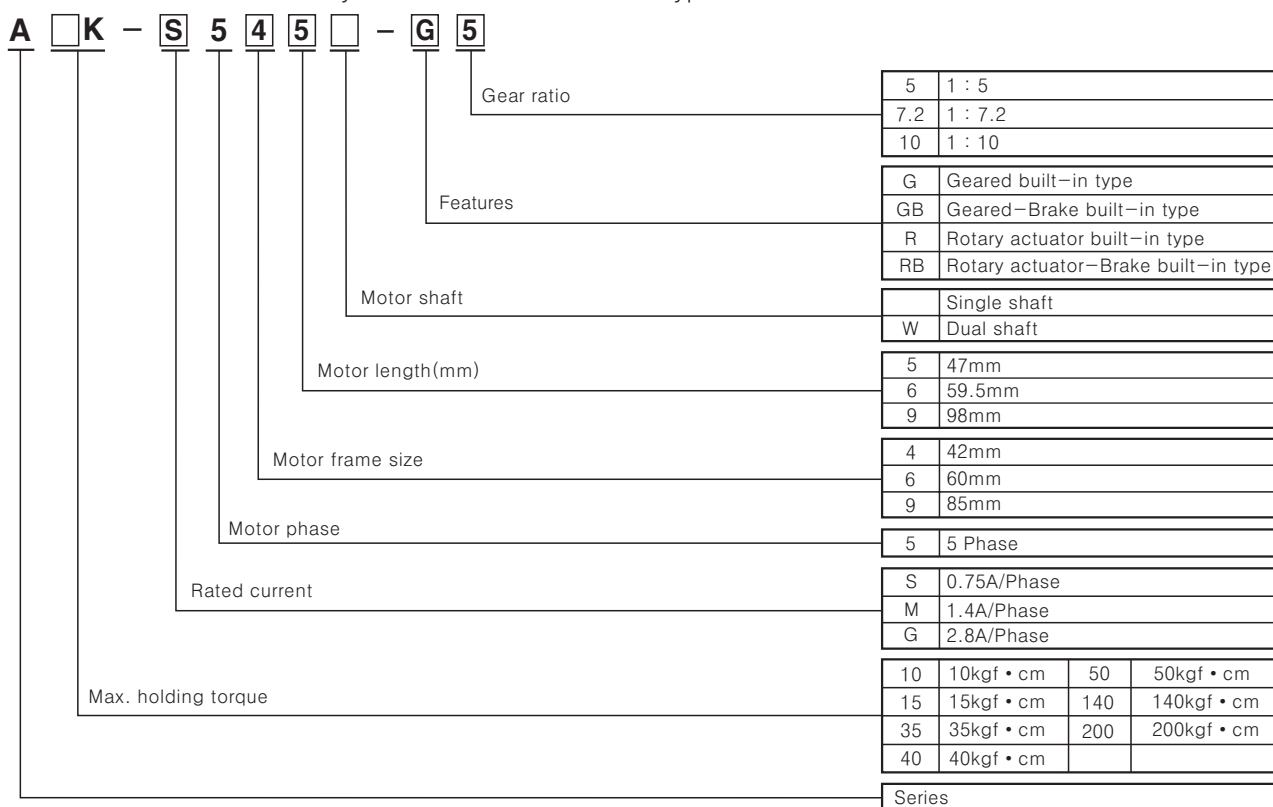 A □K - S 5 4 5 □ - G 5
Gear ratio
5 1 : 5
7.2 1 : 7.2
10 1 : 10
Features
G Geared built-in type
GB Geared-Brake built-in type
R Rotary actuator built-in type
RB Rotary actuator-Brake built-in type
Motor shaft
Single shaft
W Dual shaft
Motor length(mm)
5 47mm
6 59.5mm
9 98mm
Motor frame size
4 42mm
6 60mm
9 85mm
Motor phase
5 5 Phase
Rated current
S 0.75A/Phase
M 1.4A/Phase
G 2.8A/Phase
Max. holding torque
10 10kgf•cm 50 50kgf•cm
15 15kgf•cm 140 140kgf•cm
35 35kgf•cm 200 200kgf•cm
40 40kgf•cm
Series